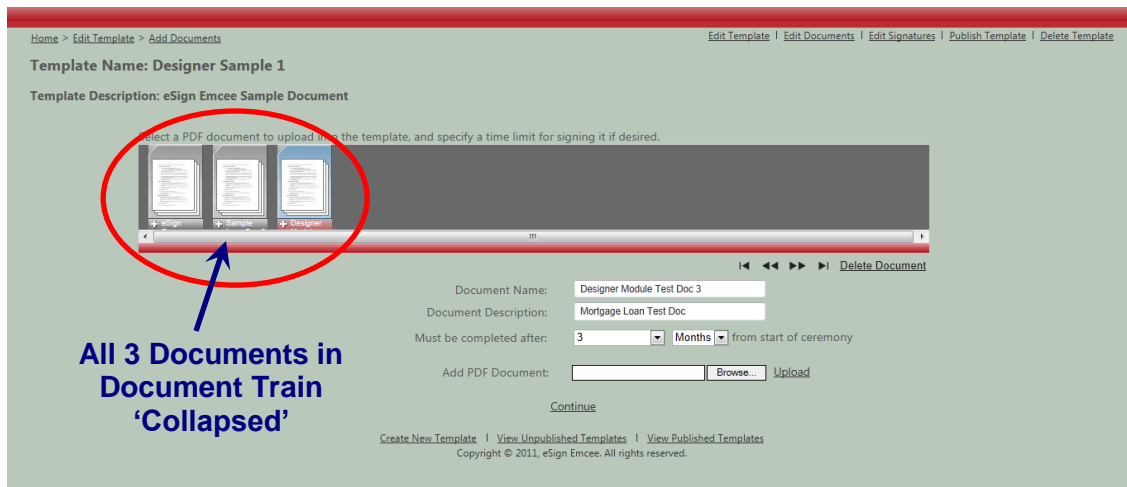 Home > Edit Template > Add Documents
Edit Template | Edit Documents | Edit Signatures | Publish Template | Delete Template
Template Name: Designer Sample 1
Template Description: eSign Emcee Sample Document
Select a PDF document to upload into the template, and specify a time limit for signing it if desired.
+ eSign
+ Sample
+ Designer
Delete Document
Document Name: Designer Module Test Doc 3
Document Description: Mortgage Loan Test Doc
Must be completed after: 3 Months from start of ceremony
All 3 Documents in
Document Train
‘Collapsed’
Add PDF Document: Browse... Upload
Continue
Create New Template | View Unpublished Templates | View Published Templates
Copyright © 2011, eSign Emcee. All rights reserved.